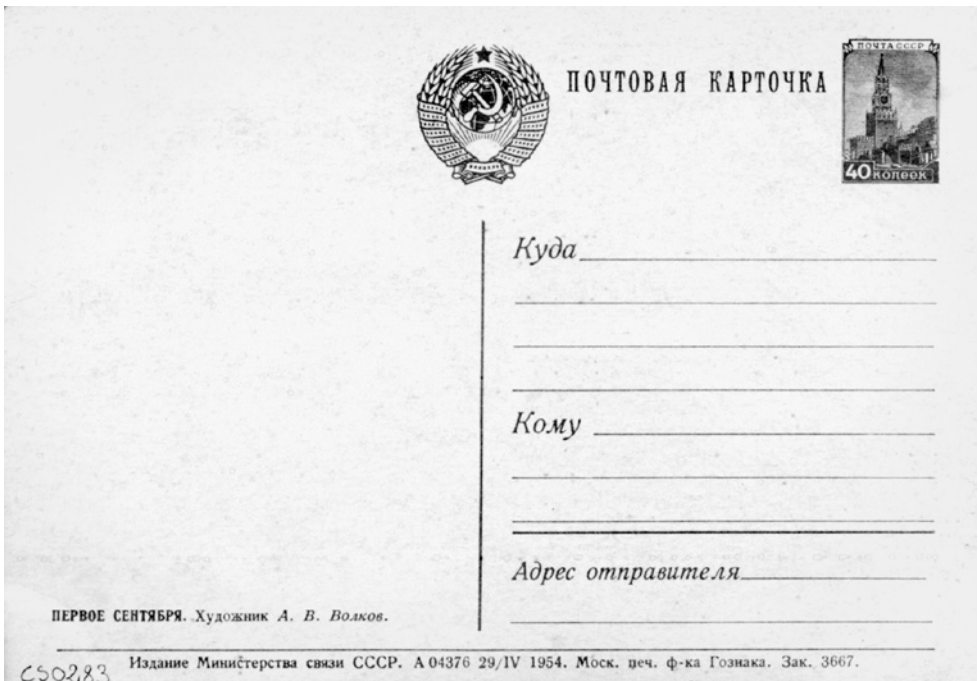 ПОЧТА СССР
ПОЧТОВАЯ КАРТОЧКА
40 копеек
Куда
Кому
Адрес отправителя
ПЕРВОЕ СЕНТЯБРЯ. Художник А. В. Волков.
Издание Министерства связи СССР. А 04376 29/IV 1954. Моск. печ. ф-ка Гознака. Зак. 3667.